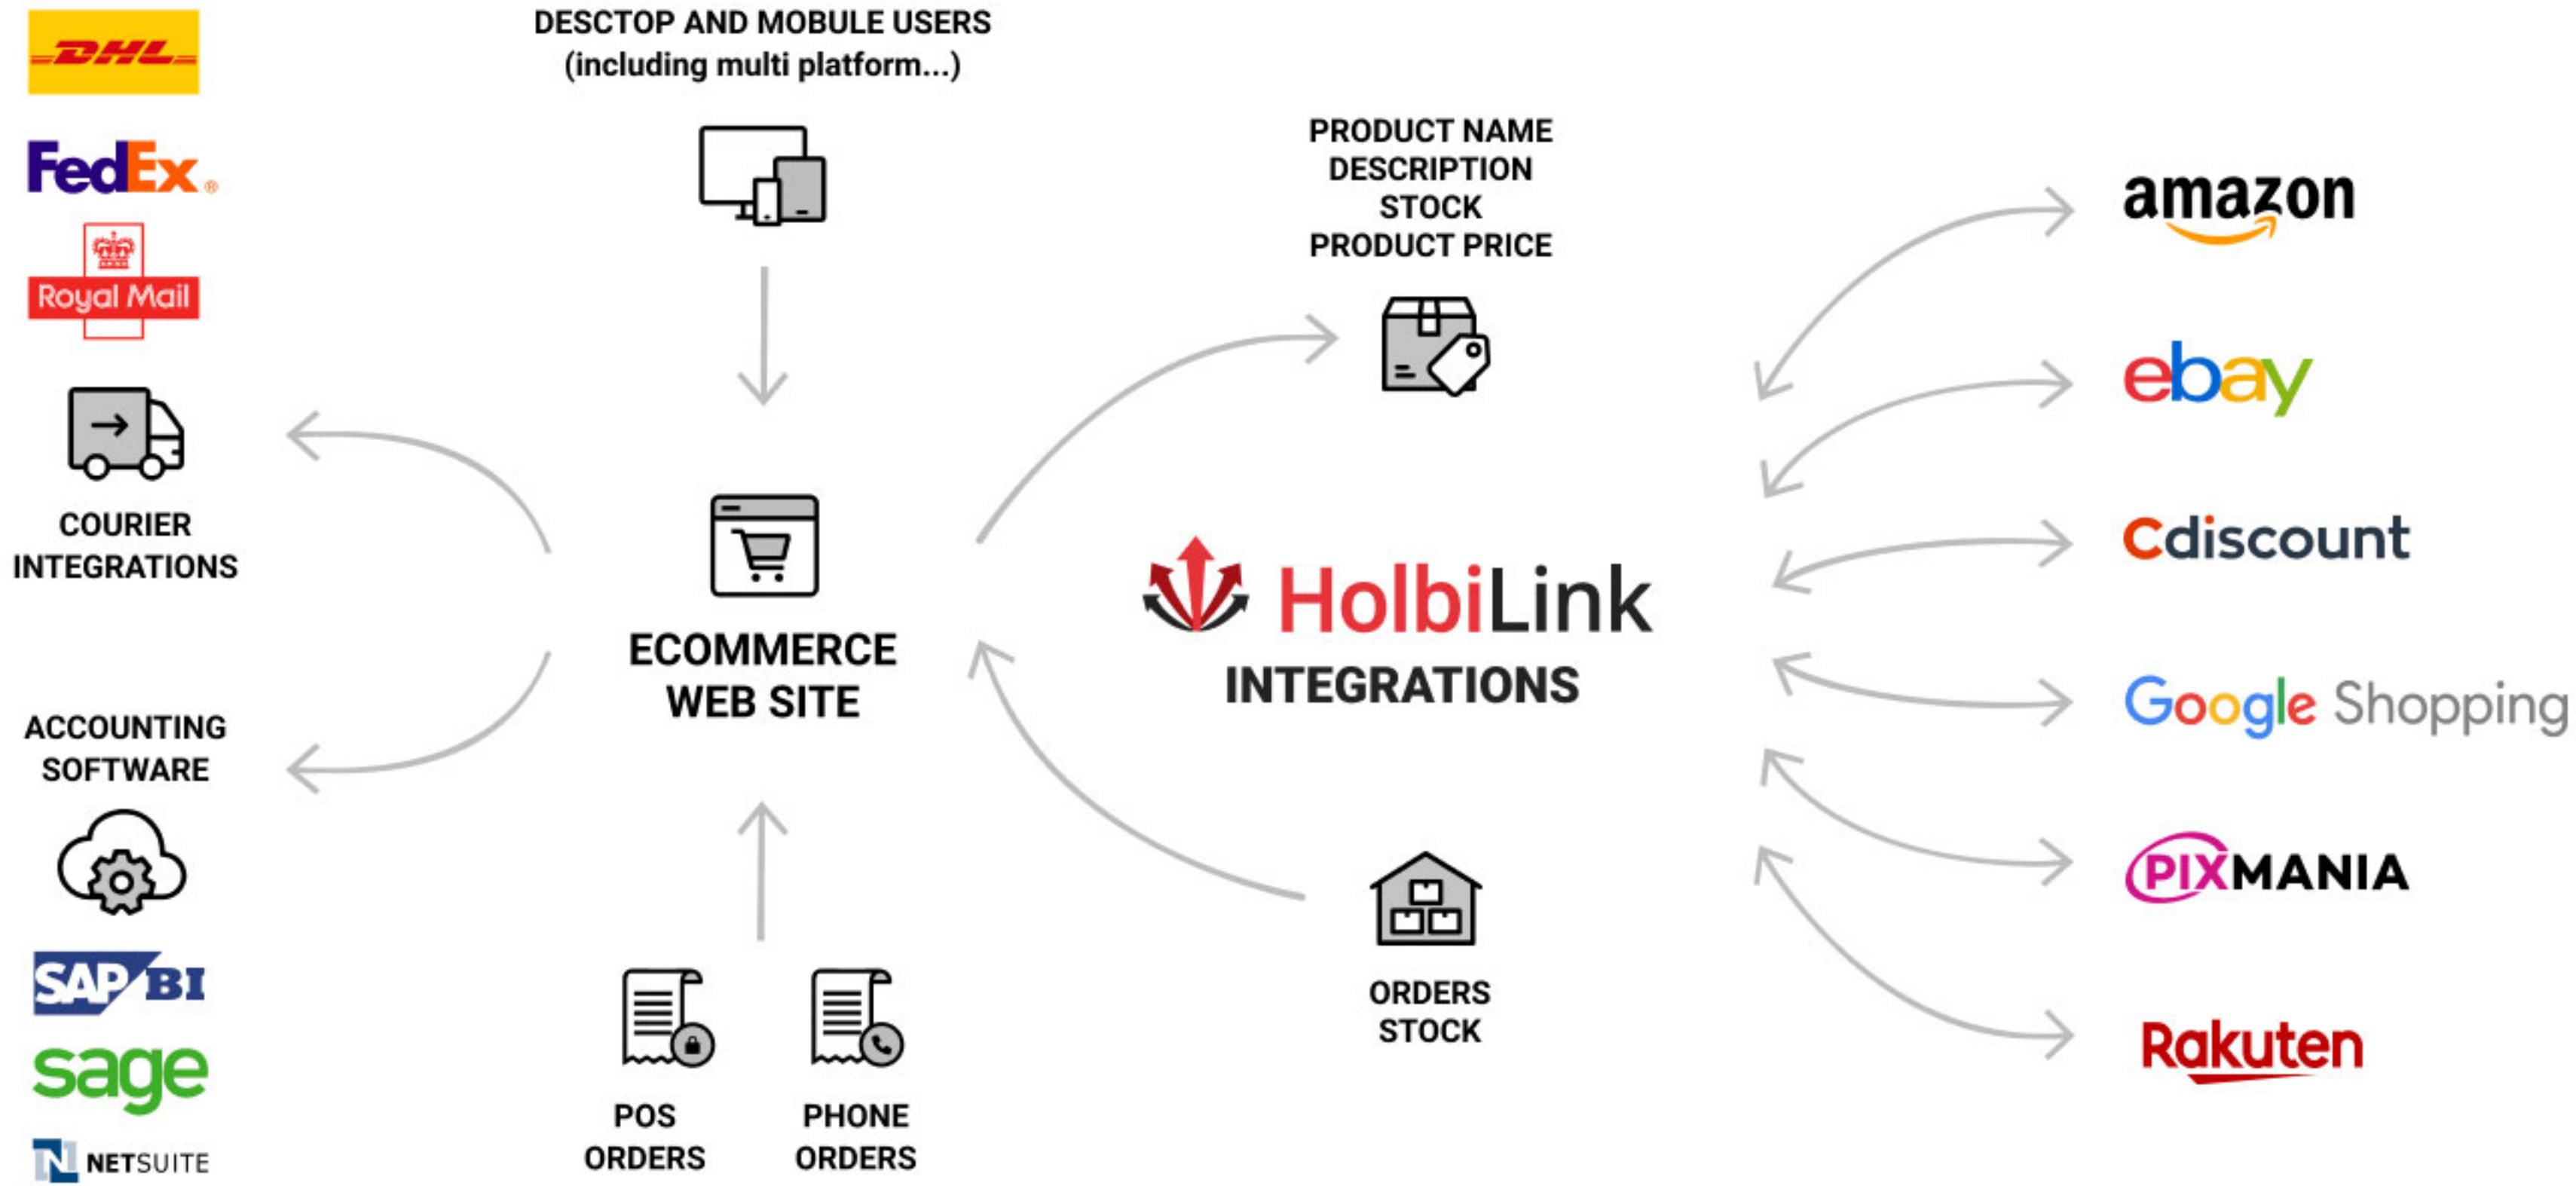 DHL
FedEx®
Royal Mail
COURIER
INTEGRATIONS
ACCOUNTING
SOFTWARE
SAP BI
sage
N NETSUITE
DESCTOP AND MOBULE USERS
(including multi platform...)
ECOMMERCE
WEB SITE
POS
ORDERS
PHONE
ORDERS
PRODUCT NAME
DESCRIPTION
STOCK
PRODUCT PRICE
HolbiLink
INTEGRATIONS
ORDERS
STOCK
amazon
ebay
Cdiscount
Google Shopping
PIXMANIA
Rakuten